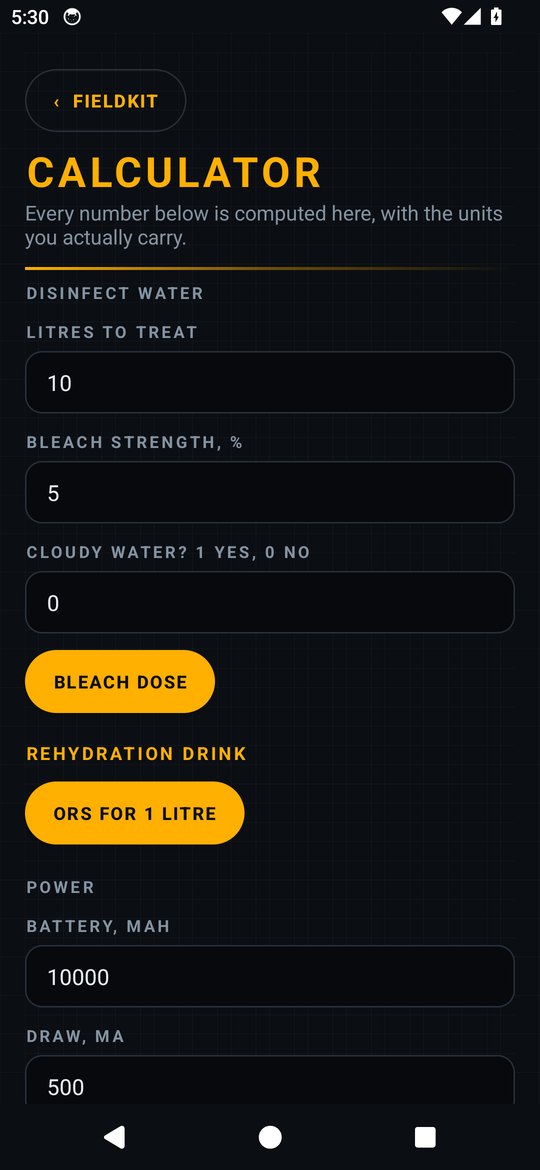 5:30
‹ FIELDKIT
CALCULATOR
Every number below is computed here, with the units
you actually carry.
DISINFECT WATER
LITRES TO TREAT
10
BLEACH STRENGTH, %
5
CLOUDY WATER? 1 YES, 0 NO
0
BLEACH DOSE
REHYDRATION DRINK
ORS FOR 1 LITRE
POWER
BATTERY, MAH
10000
DRAW, MA
500